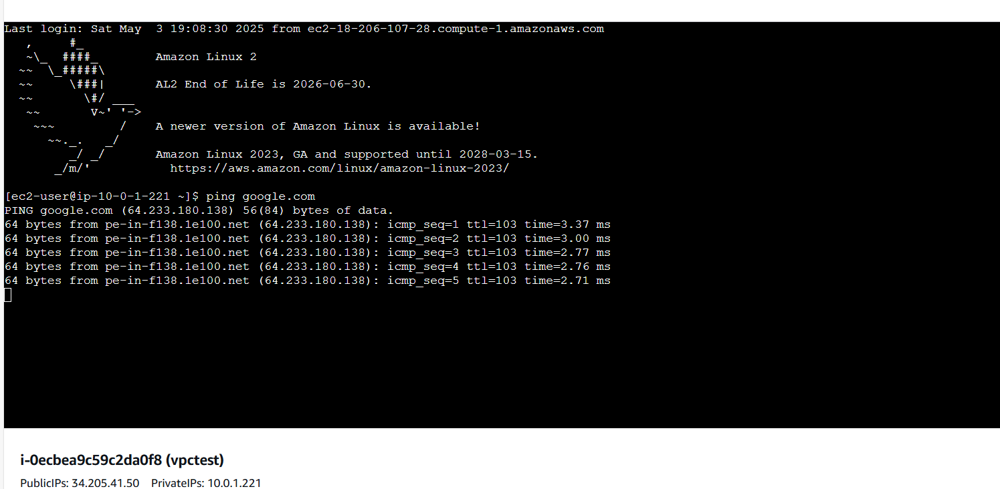 Last login: Sat May  3 19:08:30 2025 from ec2-18-206-107-28.compute-1.amazonaws.com
   ,     #_
   ~\_  ####_        Amazon Linux 2
  ~~  \_#####\
  ~~     \###|       AL2 End of Life is 2026-06-30.
  ~~       \#/ ___
   ~~       V~' '->
    ~~~         /    A newer version of Amazon Linux is available!
      ~~._.   _/
         _/ _/       Amazon Linux 2023, GA and supported until 2028-03-15.
       _/m/'           https://aws.amazon.com/linux/amazon-linux-2023/
[ec2-user@ip-10-0-1-221 ~]$ ping google.com
PING google.com (64.233.180.138) 56(84) bytes of data.
64 bytes from pe-in-f138.1e100.net (64.233.180.138): icmp_seq=1 ttl=103 time=3.37 ms
64 bytes from pe-in-f138.1e100.net (64.233.180.138): icmp_seq=2 ttl=103 time=3.00 ms
64 bytes from pe-in-f138.1e100.net (64.233.180.138): icmp_seq=3 ttl=103 time=2.77 ms
64 bytes from pe-in-f138.1e100.net (64.233.180.138): icmp_seq=4 ttl=103 time=2.76 ms
64 bytes from pe-in-f138.1e100.net (64.233.180.138): icmp_seq=5 ttl=103 time=2.71 ms
i-0ecbea9c59c2da0f8 (vpctest)
PublicIPs: 34.205.41.50    PrivateIPs: 10.0.1.221